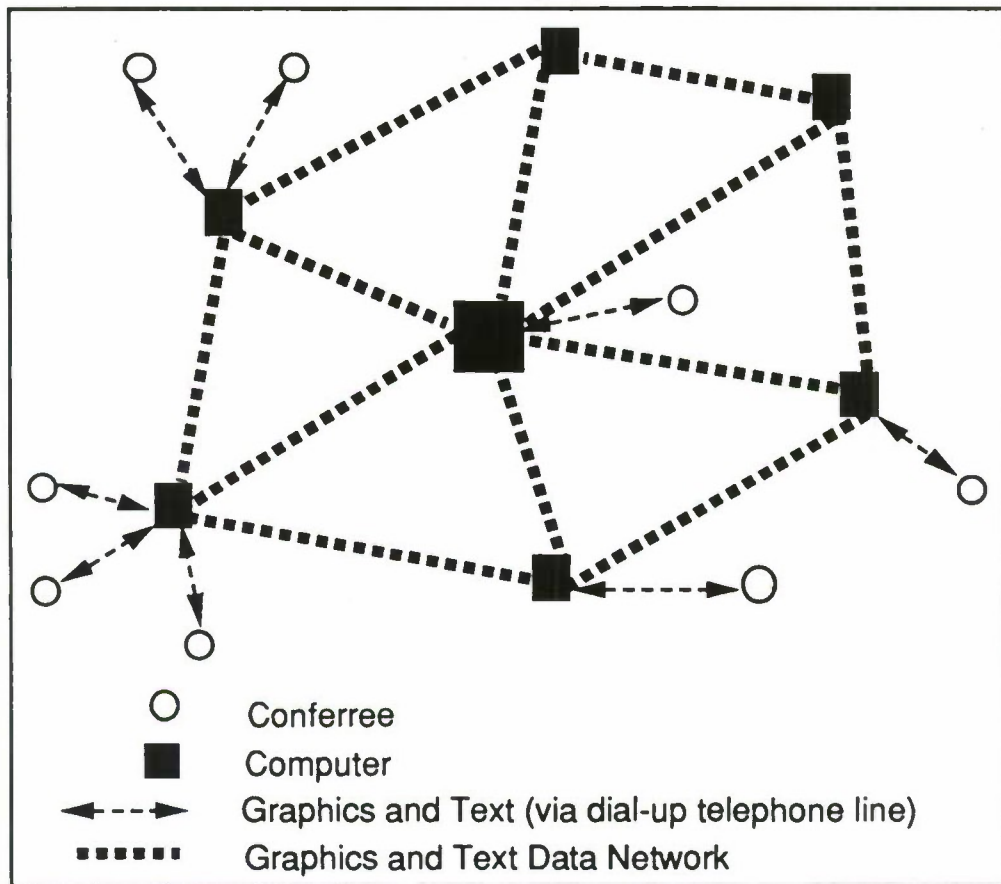 Conferree
Computer
Graphics and Text (via dial-up telephone line)
Graphics and Text Data Network